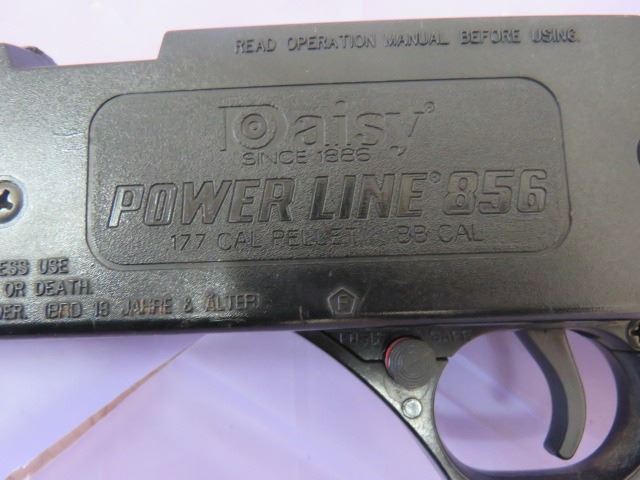 READ OPERATION MANUAL BEFORE USING.
Daisy®
SINCE 1886
POWER LINE® 856
177 CAL PELLET BB CAL
ESS USE
OR DEATH.
DER. (BRD 18 JAHRE & ALTER)
F
SAFE